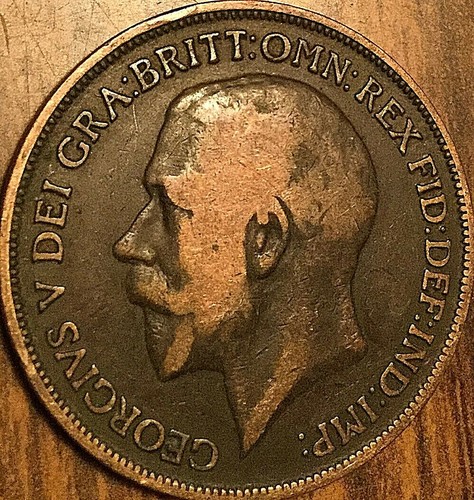 GEORGIVS V DEI GRA:BRITT:OMN:REX FID:DEF:IND:IMP: